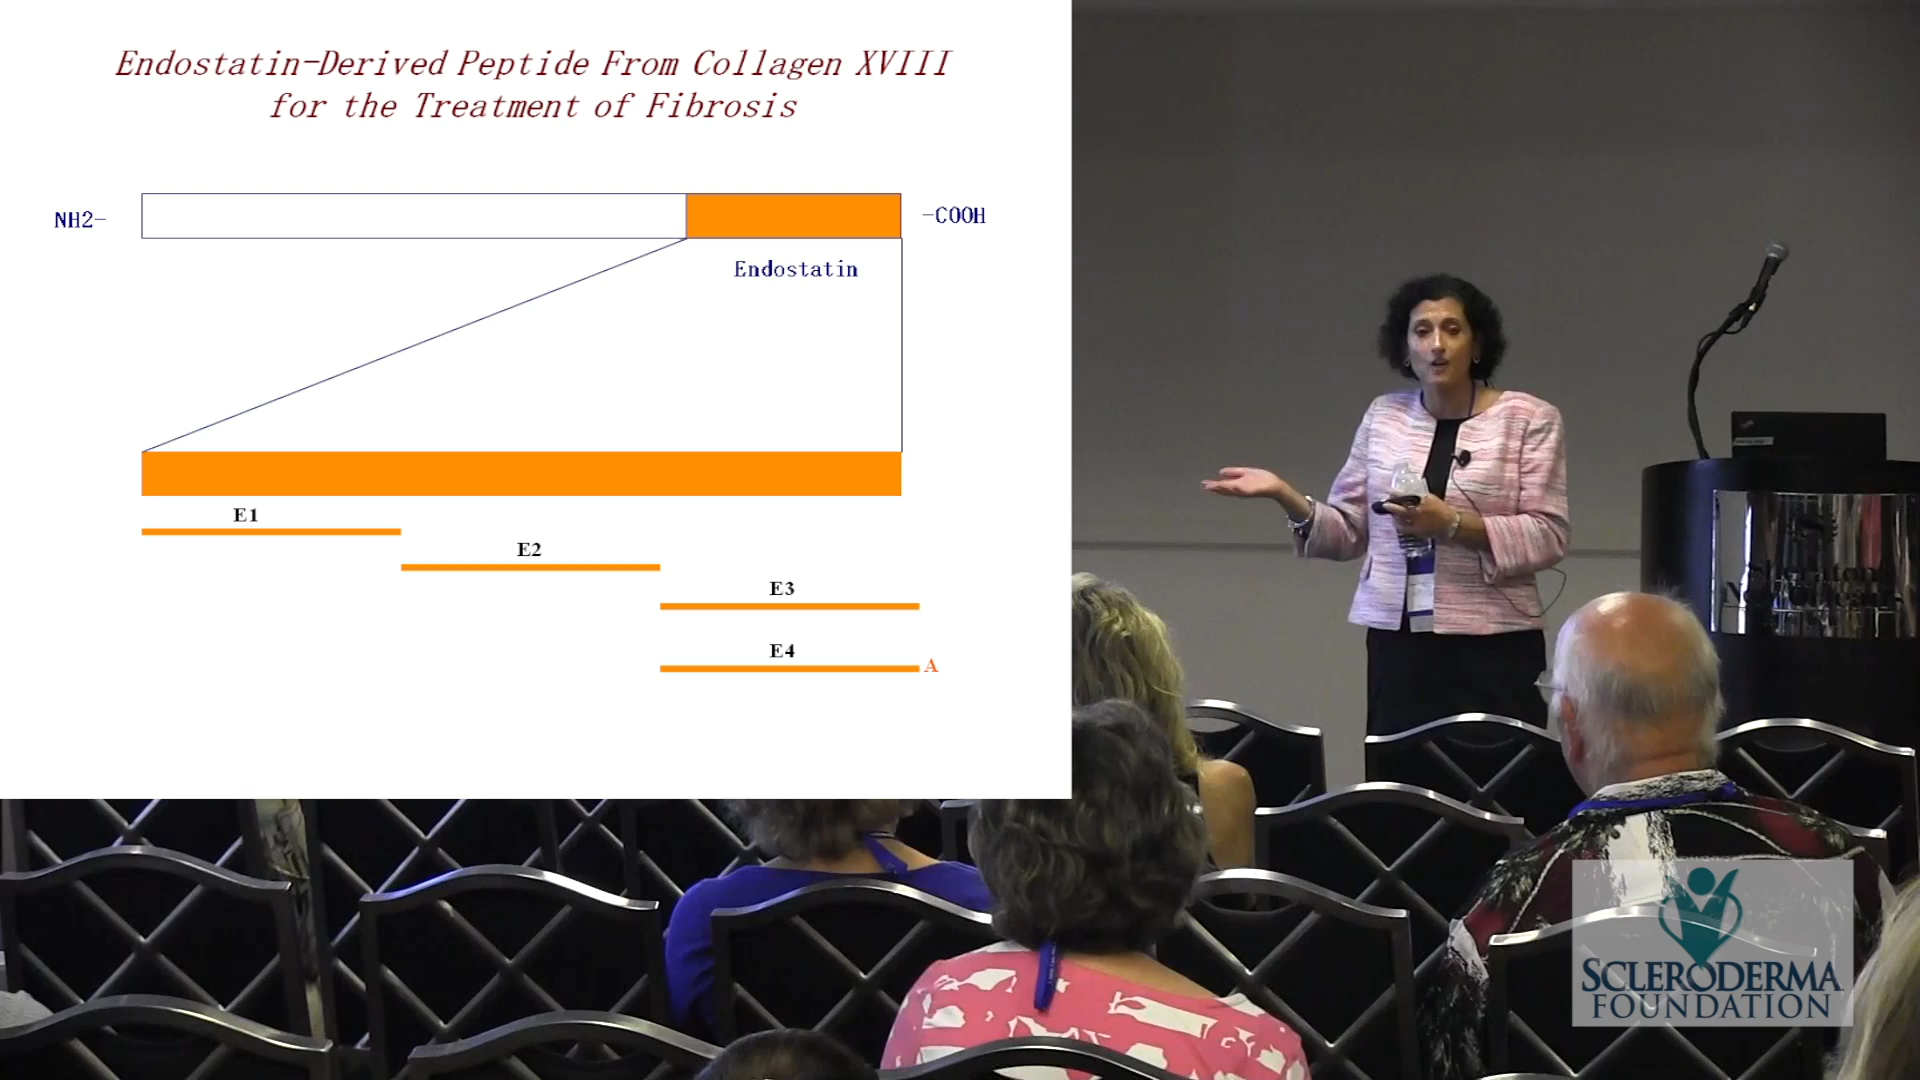 Endostatin-Derived Peptide From Collagen XVIII
for the Treatment of Fibrosis
NH2-
-COOH
Endostatin
E1
E2
E3
E4
A
SCLERODERMA
FOUNDATION